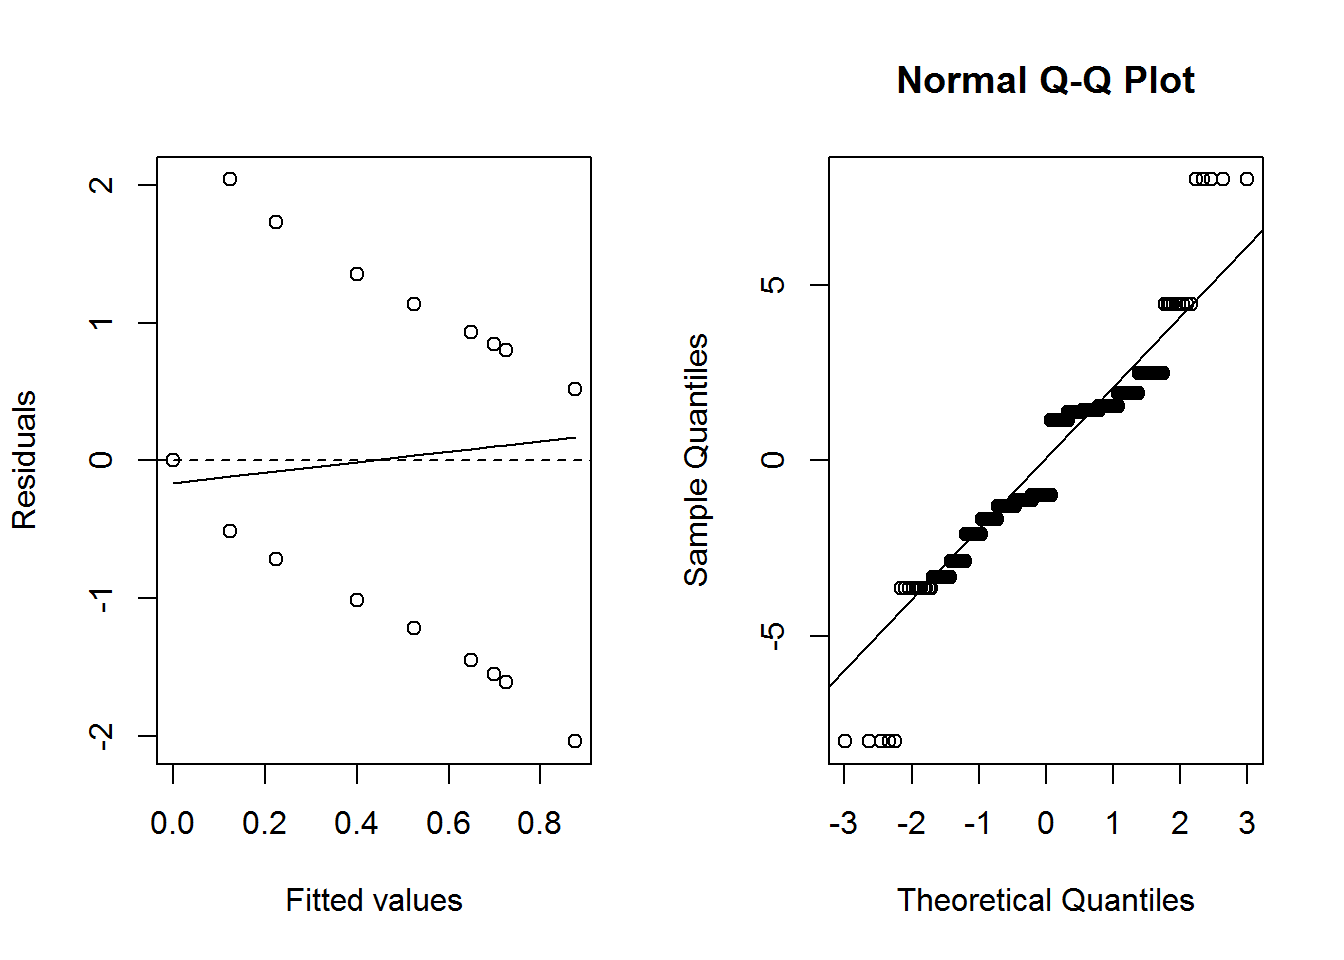 Normal Q-Q Plot
Residuals
2
1
0
-1
-2
0.0 0.2 0.4 0.6 0.8
Fitted values
Sample Quantiles
5
0
-5
-3 -2 -1 0 1 2 3
Theoretical Quantiles